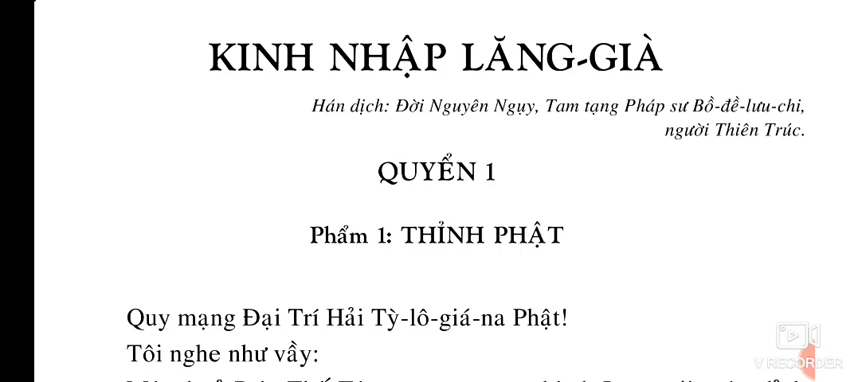 KINH NHẬP LĂNG-GIÀ
Hán dịch: Đời Nguyên Ngụy, Tam tạng Pháp sư Bồ-đề-lưu-chi,
người Thiên Trúc.
QUYỂN 1
Phẩm 1: THỈNH PHẬT
Quy mạng Đại Trí Hải Tỳ-lô-giá-na Phật!
Tôi nghe như vầy:
V RECORDER